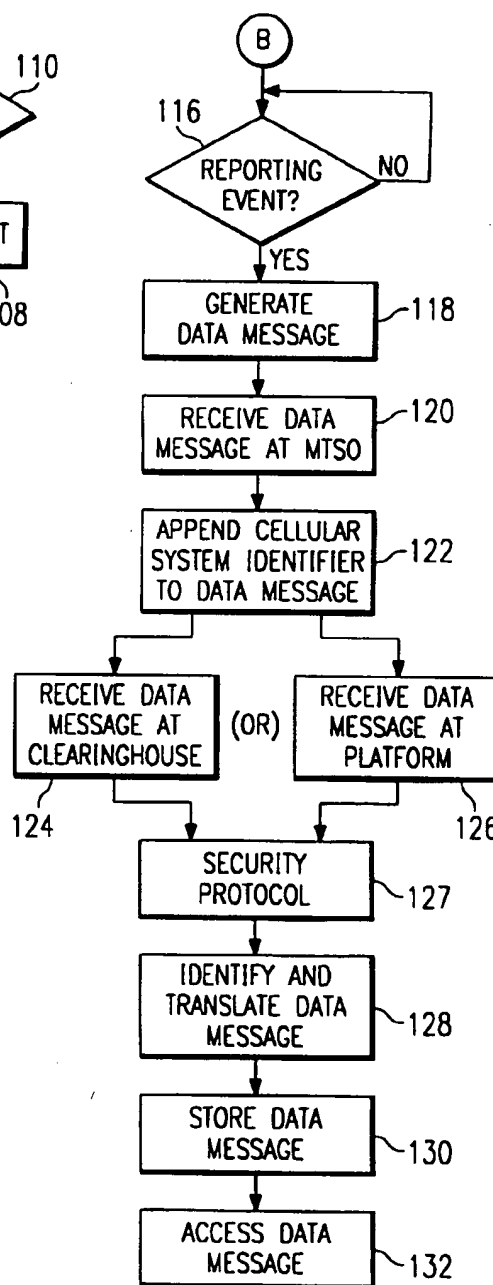 B
110
116
REPORTING
EVENT?
NO
YES
T
08
GENERATE
DATA MESSAGE
118
RECEIVE DATA
MESSAGE AT MTSO
120
APPEND CELLULAR
SYSTEM IDENTIFIER
TO DATA MESSAGE
122
RECEIVE DATA
MESSAGE AT
CLEARINGHOUSE
124
(OR)
RECEIVE DATA
MESSAGE AT
PLATFORM
126
SECURITY
PROTOCOL
127
IDENTIFY AND
TRANSLATE DATA
MESSAGE
128
STORE DATA
MESSAGE
130
ACCESS DATA
MESSAGE
132